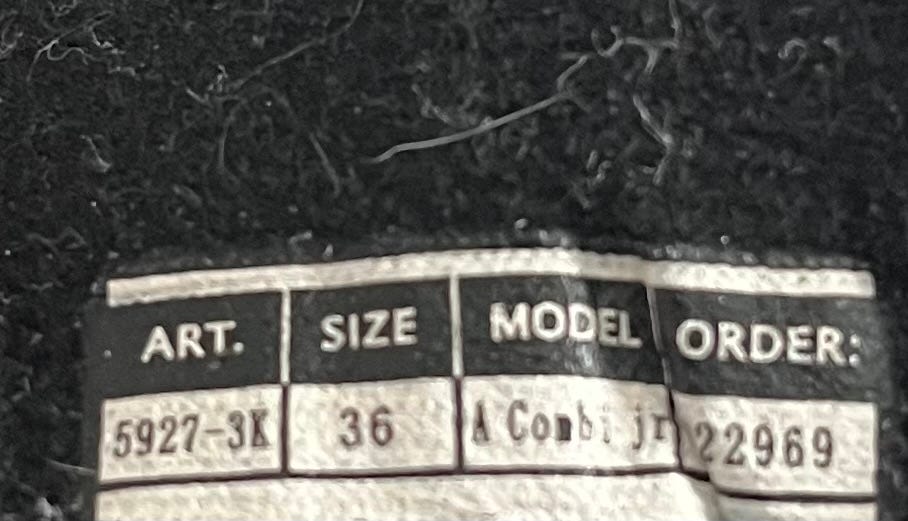 ART. SIZE MODEL ORDER:
5927-3K 36 A Combi jr 22969